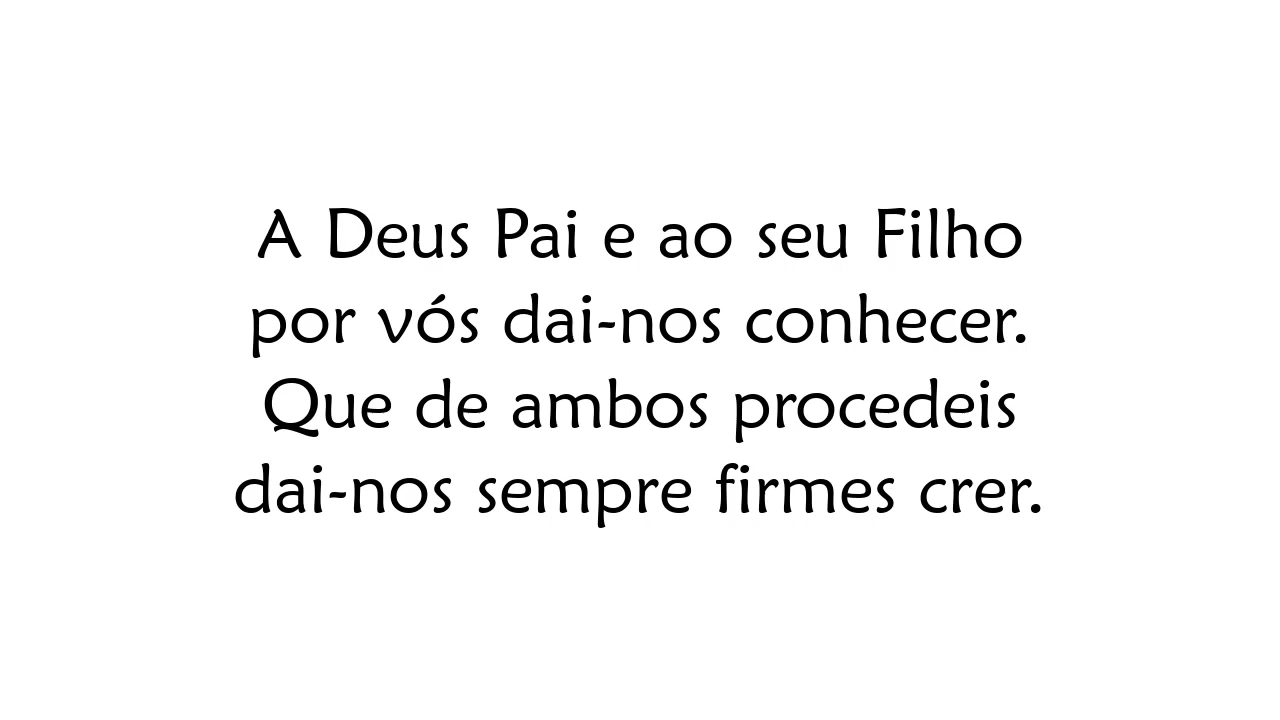 A Deus Pai e ao seu Filho
por vós dai-nos conhecer.
Que de ambos procedeis
dai-nos sempre firmes crer.